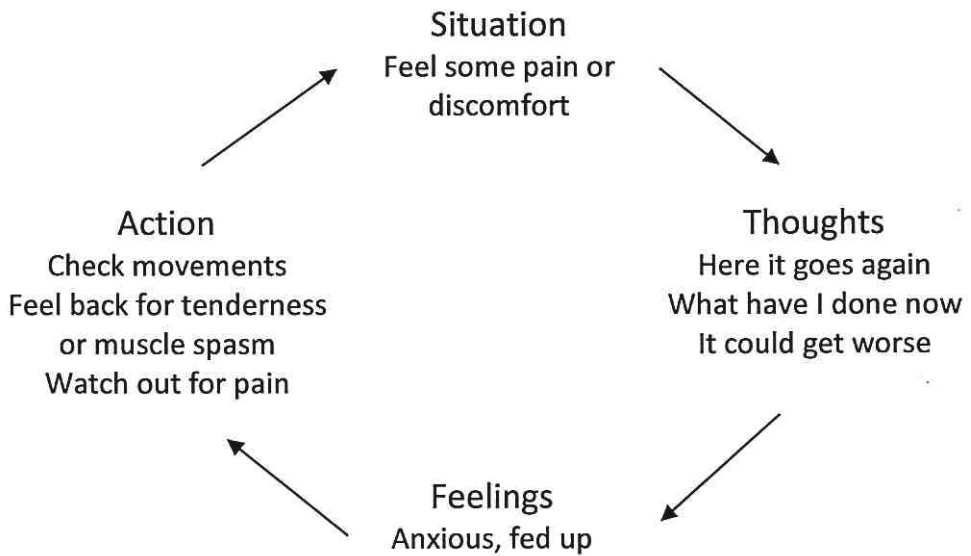 Situation
Feel some pain or
discomfort
Thoughts
Here it goes again
What have I done now
It could get worse
Feelings
Anxious, fed up
Action
Check movements
Feel back for tenderness
or muscle spasm
Watch out for pain